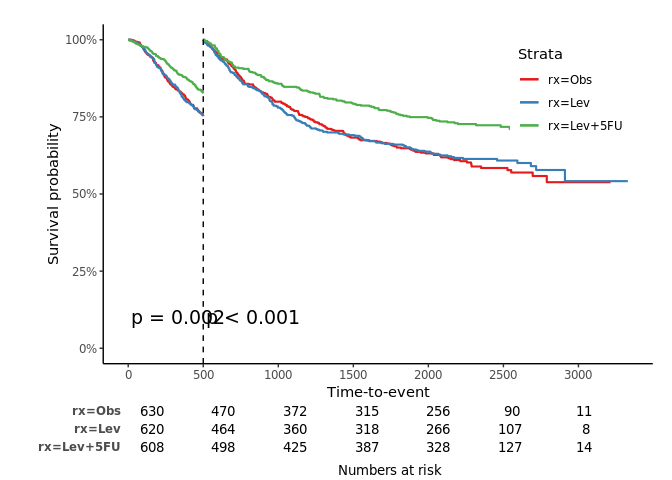 Strata
rx=Obs
rx=Lev
rx=Lev+5FU
Survival probability
100%
75%
50%
25%
0%
p = 0.002
p < 0.001
0 500 1000 1500 2000 2500 3000
Time-to-event
rx=Obs 630 470 372 315 256 90 11
rx=Lev 620 464 360 318 266 107 8
rx=Lev+5FU 608 498 425 387 328 127 14
Numbers at risk